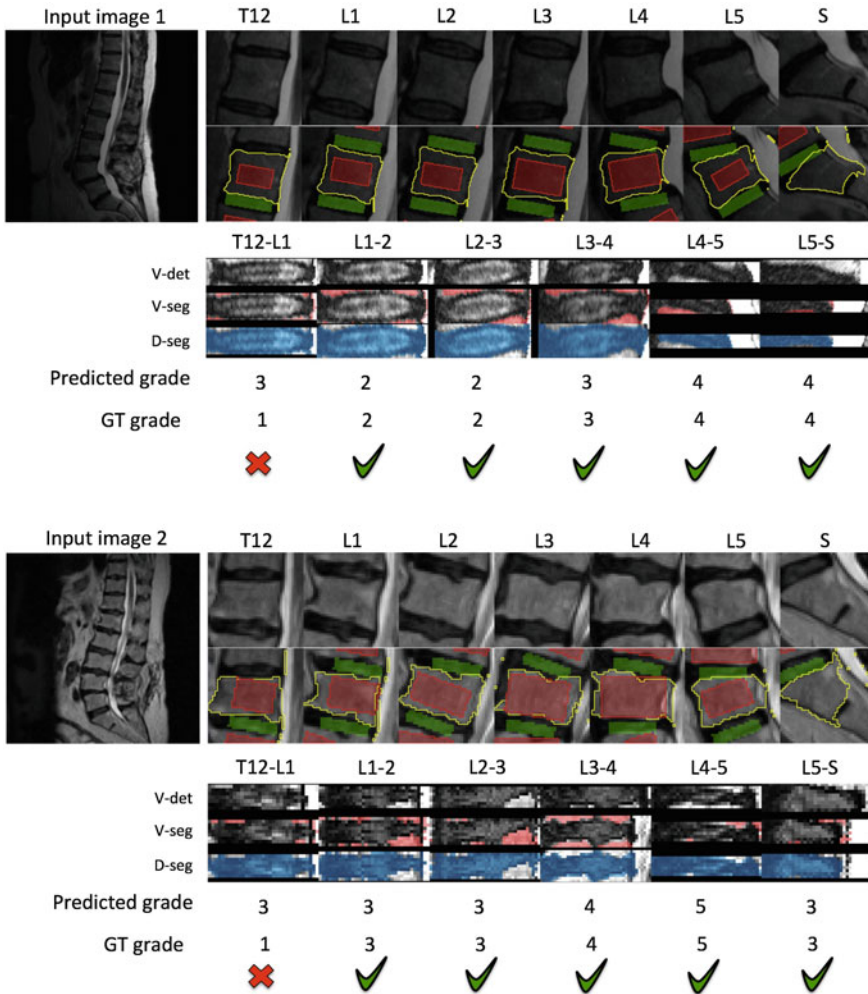 Input image 1 T12 L1 L2 L3 L4 L5 S
T12-L1 L1-2 L2-3 L3-4 L4-5 L5-S
V-det
V-seg
D-seg
Predicted grade 3 2 2 3 4 4
GT grade 1 2 2 3 4 4
Input image 2 T12 L1 L2 L3 L4 L5 S
T12-L1 L1-2 L2-3 L3-4 L4-5 L5-S
V-det
V-seg
D-seg
Predicted grade 3 3 3 4 5 3
GT grade 1 3 3 4 5 3